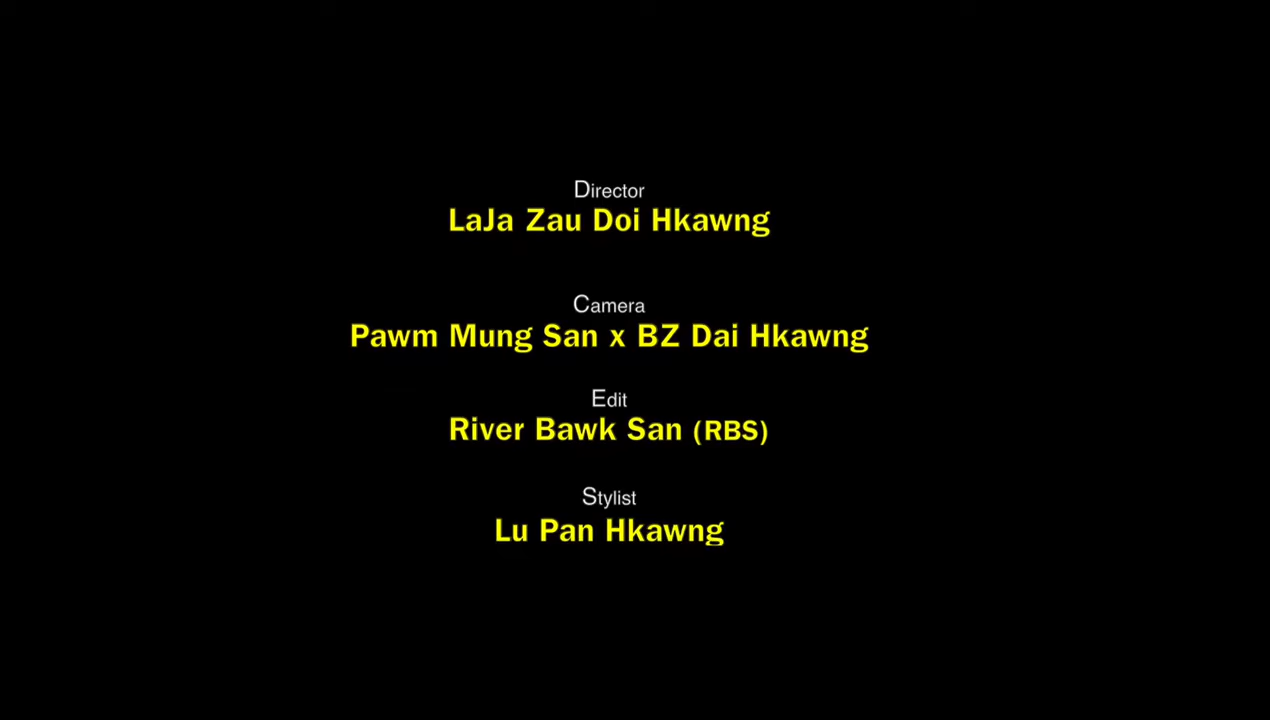 Director
LaJa Zau Doi Hkawng
Camera
Pawm Mung San x BZ Dai Hkawng
Edit
River Bawk San (RBS)
Stylist
Lu Pan Hkawng